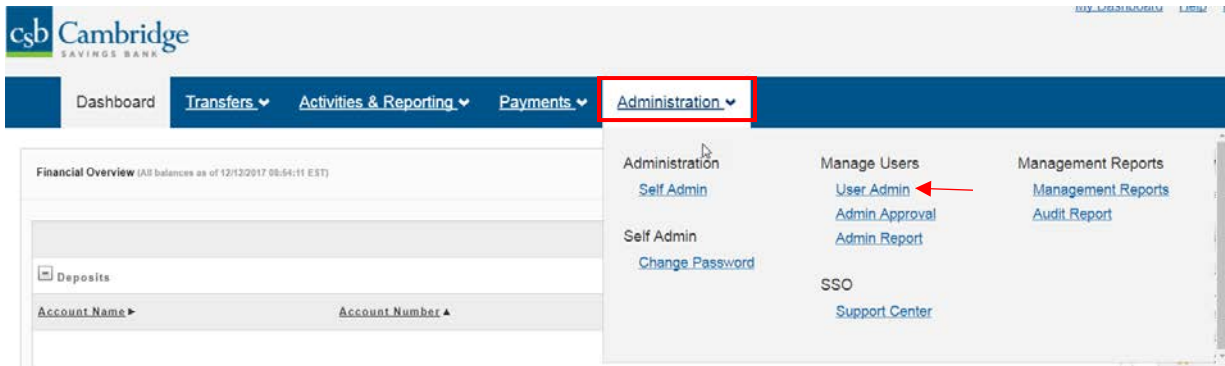 My Dashboard Help
csb Cambridge
SAVINGS BANK
Dashboard Transfers Activities & Reporting Payments Administration
Financial Overview (All balances as of 12/12/2017 08:54:11 EST)
Deposits
Account Name Account Number
Administration
Self Admin
Self Admin
Change Password
Manage Users
User Admin
Admin Approval
Admin Report
SSO
Support Center
Management Reports
Management Reports
Audit Report